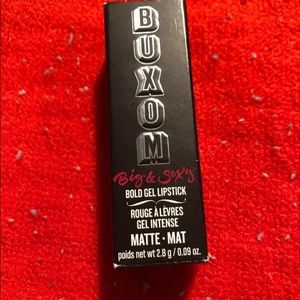 BUXOM
Big & Sexy
BOLD GEL LIPSTICK
ROUGE À LÈVRES
GEL INTENSE
MATTE • MAT
poids net wt 2.8 g / 0.09 oz.